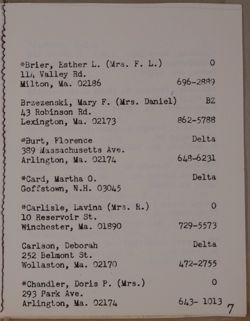 *Brier, Esther L. (Mrs. F. L.) O
114 Valley Rd.
Milton, Ma. 02186 696-2889
Brzezenski, Mary F. (Mrs. Daniel) BZ
43 Robinson Rd.
Lexington, Ma. 02173 862-5788
*Burt, Florence Delta
389 Massachusetts Ave.
Arlington, Ma. 02174 648-6231
*Card, Martha O. Delta
Goffstown, N.H. 03045
*Carlisle, Lavina (Mrs. R.) O
10 Reservoir St.
Winchester, Ma. 01890 729-5573
Carlson, Deborah Delta
252 Belmont St.
Wollaston, Ma. 02170 472-2755
*Chandler, Doris P. (Mrs.) O
293 Park Ave.
Arlington, Ma. 02174 643- 1013
7